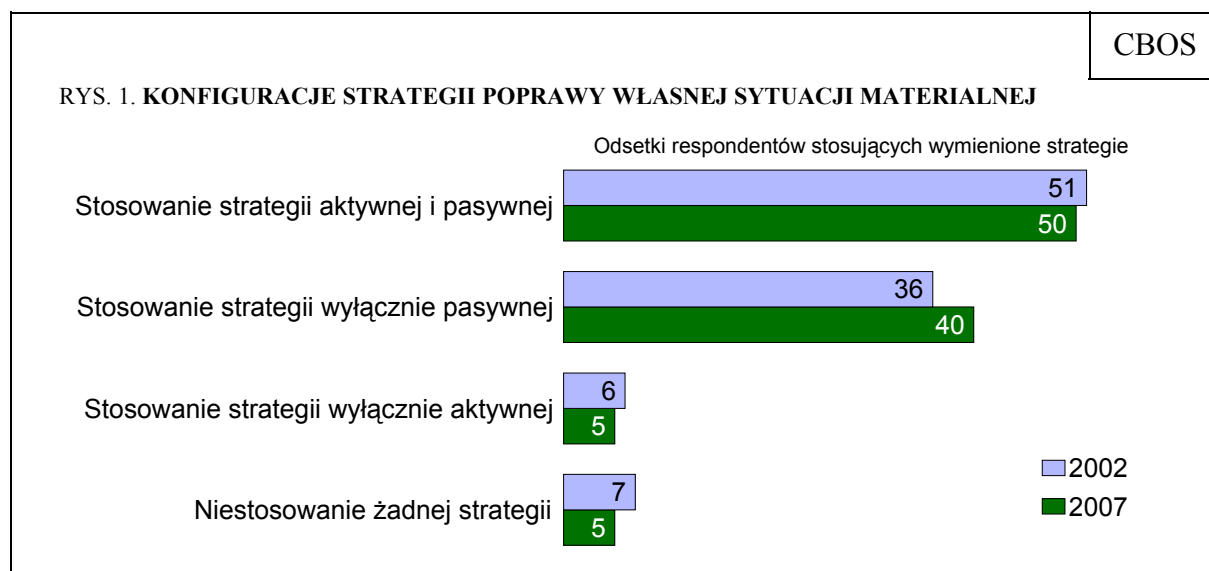 CBOS
RYS. 1. KONFIGURACJE STRATEGII POPRAWY WŁASNEJ SYTUACJI MATERIALNEJ
Odsetki respondentów stosujących wymienione strategie
Stosowanie strategii aktywnej i pasywnej
51
50
Stosowanie strategii wyłącznie pasywnej
36
40
Stosowanie strategii wyłącznie aktywnej
6
5
Niestosowanie żadnej strategii
7
5
2002
2007